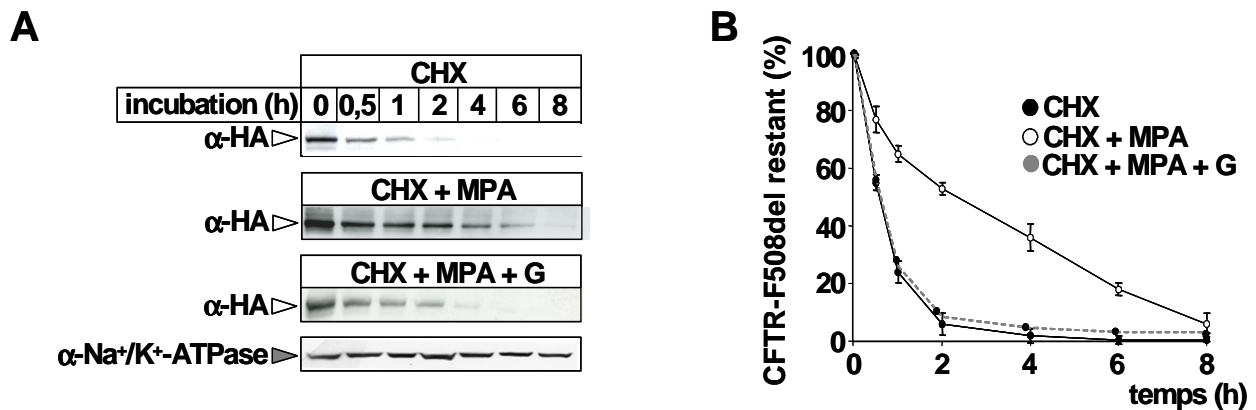 A
CHX
incubation (h) 0 0,5 1 2 4 6 8
α-HA
CHX + MPA
α-HA
CHX + MPA + G
α-HA
α-Na⁺/K⁺-ATPase
B
CFTR-F508del restant (%)
100
80
60
40
20
0
0 2 4 6 8
temps (h)
CHX
CHX + MPA
CHX + MPA + G